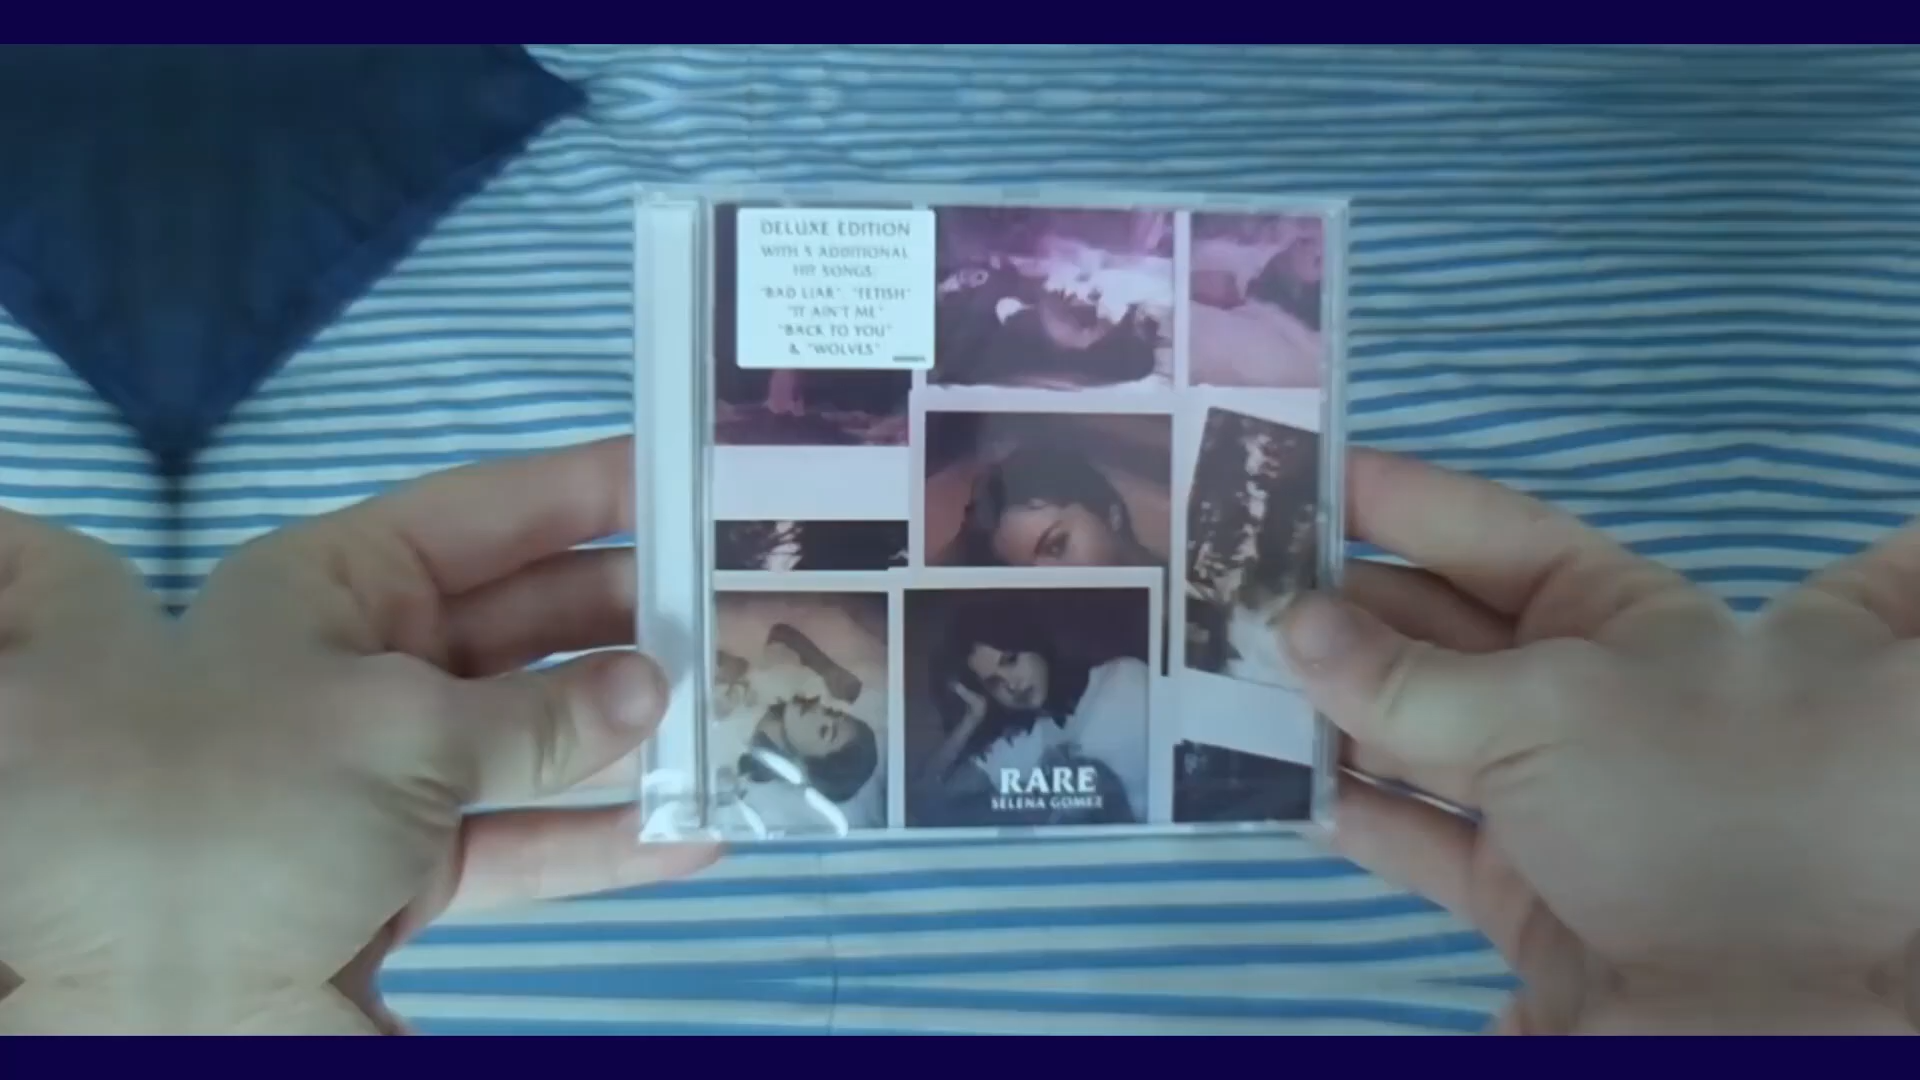 DELUXE EDITION
WITH 5 ADDITIONAL
HIT SONGS:
"BAD LIAR", "FETISH"
"IT AIN'T ME"
"BACK TO YOU"
& "WOLVES"
RARE
SELENA GOMEZ